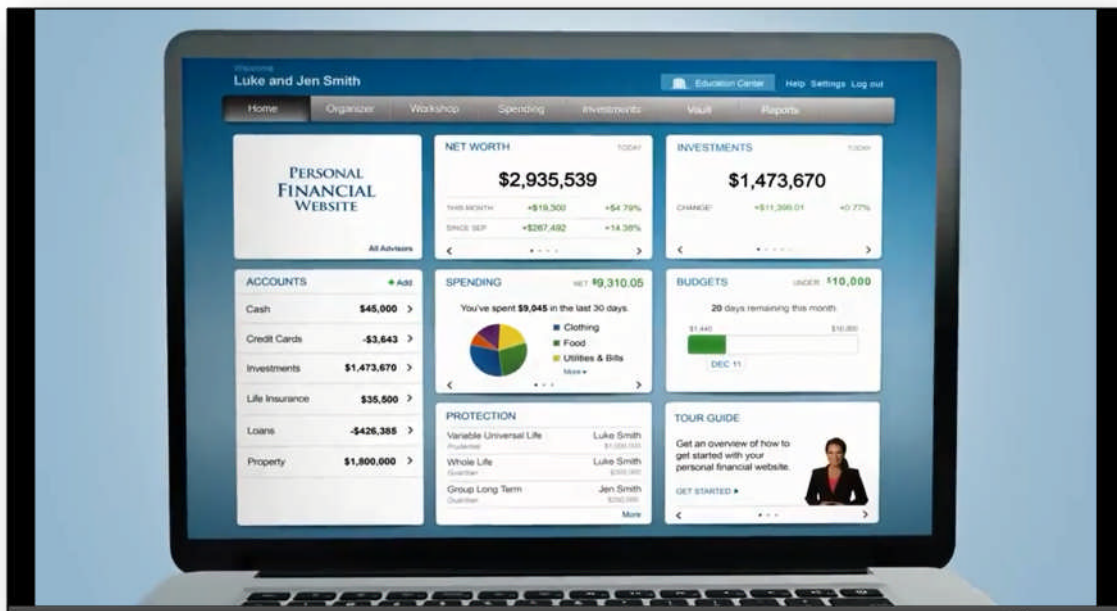 Welcome
Luke and Jen Smith
Education Center Help Settings Log out
Home Organizer Workshop Spending Investments Vault Reports
PERSONAL
FINANCIAL
WEBSITE
All Advisors
NET WORTH TODAY
$2,935,539
THIS MONTH +$19,300 +54.79%
SINCE SEP +$267,492 +14.36%
INVESTMENTS TODAY
$1,473,670
CHANGE +$11,399.01 +0.77%
ACCOUNTS + Add
Cash $45,000
Credit Cards -$3,643
Investments $1,473,670
Life Insurance $35,500
Loans -$426,385
Property $1,800,000
SPENDING NET $9,310.05
You've spent $9,045 in the last 30 days.
Clothing
Food
Utilities & Bills
More
BUDGETS UNDER $10,000
20 days remaining this month
$1,440
DEC 11
PROTECTION
Variable Universal Life Luke Smith
Prudential
Whole Life Luke Smith
Guardian
Group Long Term Jen Smith
Guardian
More
TOUR GUIDE
Get an overview of how to
get started with your
personal financial website.
GET STARTED